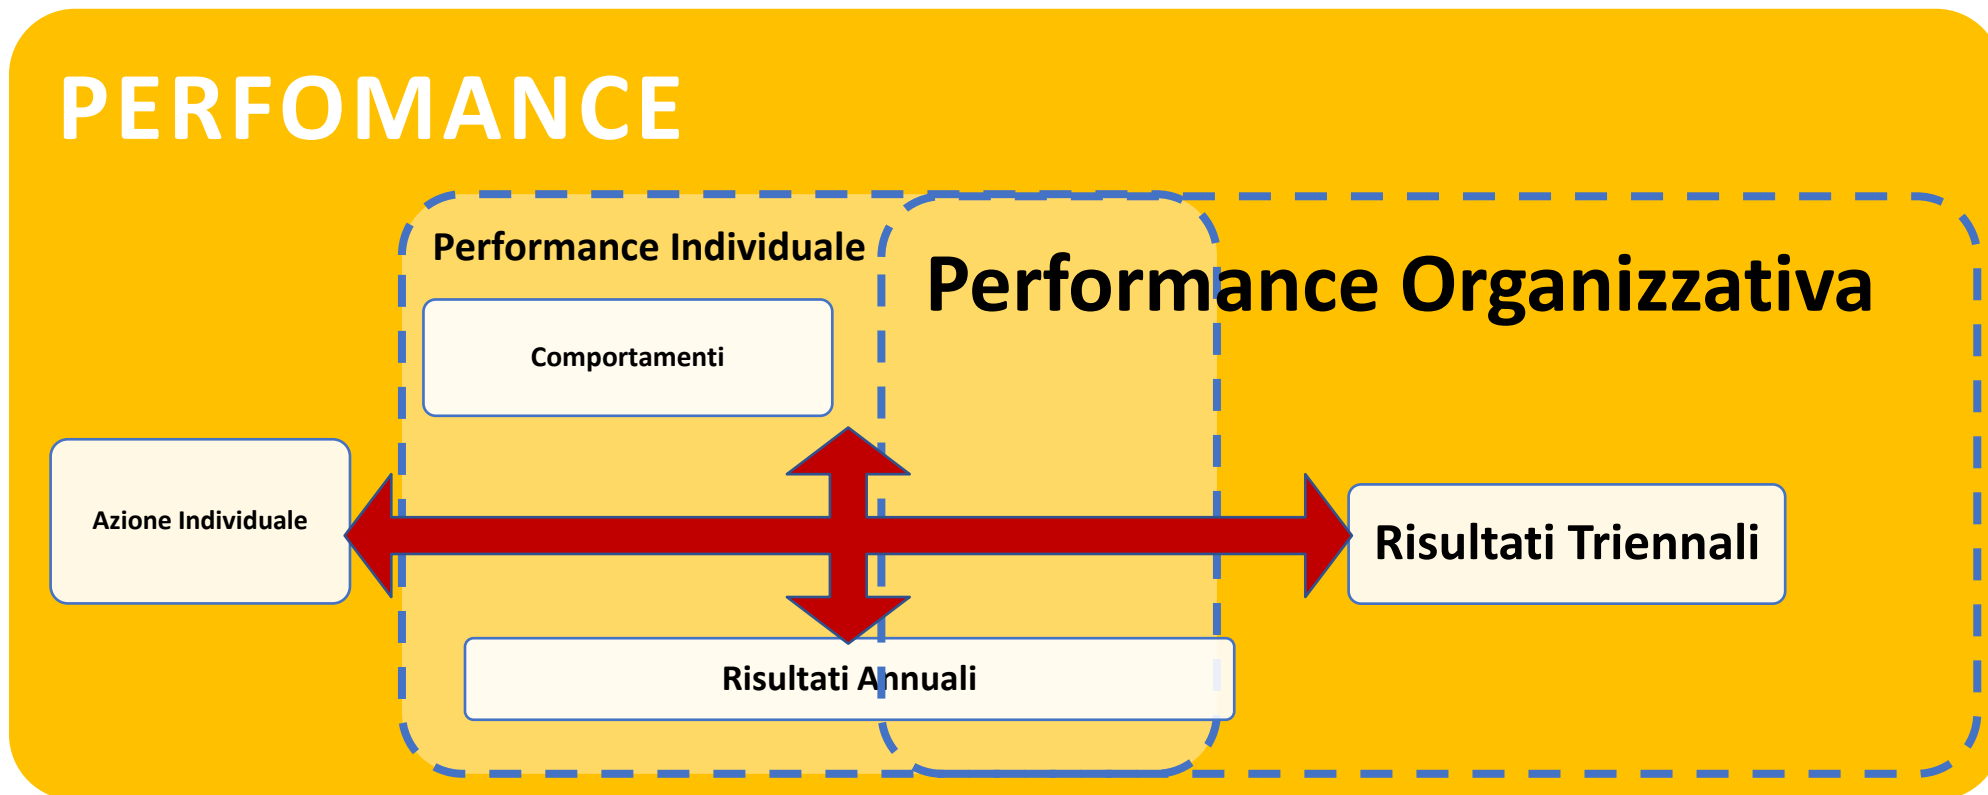 PERFOMANCE
Performance Individuale
Performance Organizzativa
Comportamenti
Azione Individuale
Risultati Triennali
Risultati Annuali